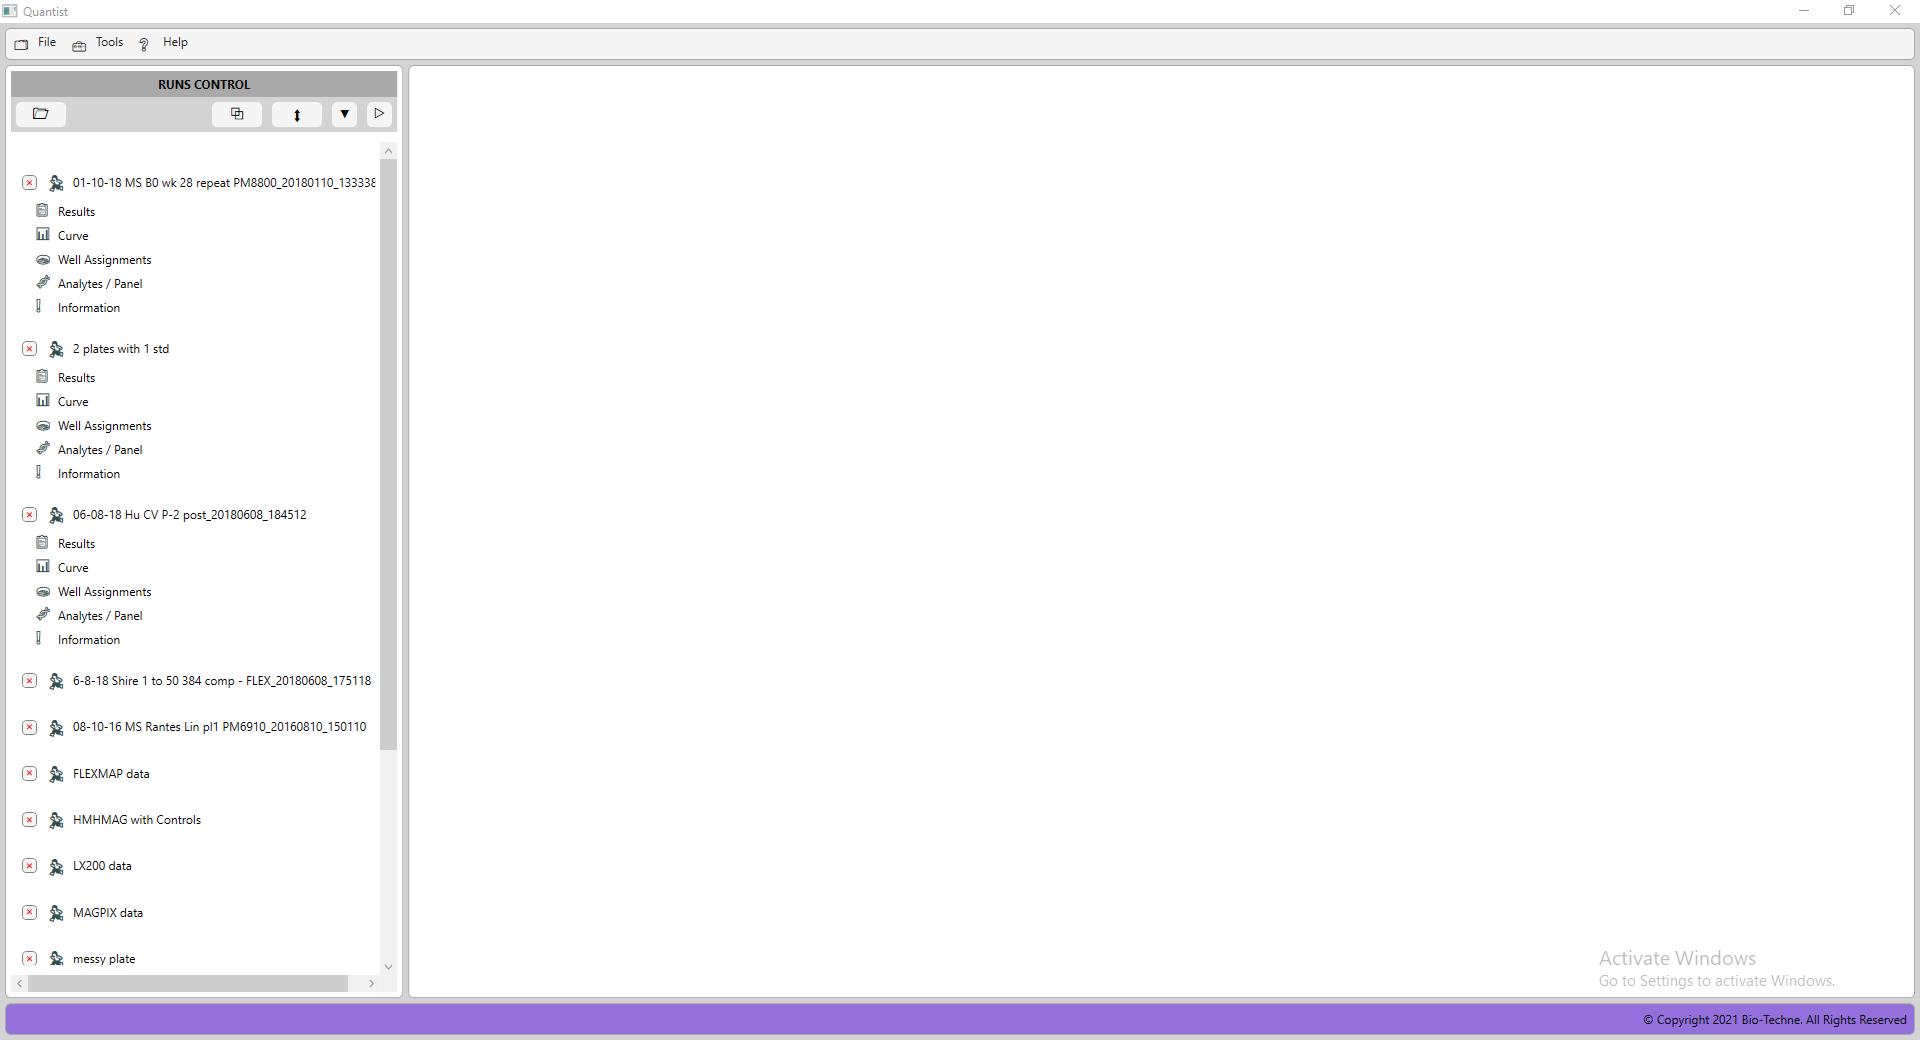 Quantist
File Tools Help
RUNS CONTROL
01-10-18 MS B0 wk 28 repeat PM8800_20180110_133338
Results
Curve
Well Assignments
Analytes / Panel
Information
2 plates with 1 std
Results
Curve
Well Assignments
Analytes / Panel
Information
06-08-18 Hu CV P-2 post_20180608_184512
Results
Curve
Well Assignments
Analytes / Panel
Information
6-8-18 Shire 1 to 50 384 comp - FLEX_20180608_175118
08-10-16 MS Rantes Lin pl1 PM6910_20160810_150110
FLEXMAP data
HMHMAG with Controls
LX200 data
MAGPIX data
messy plate
Activate Windows
Go to Settings to activate Windows.
© Copyright 2021 Bio-Techne. All Rights Reserved